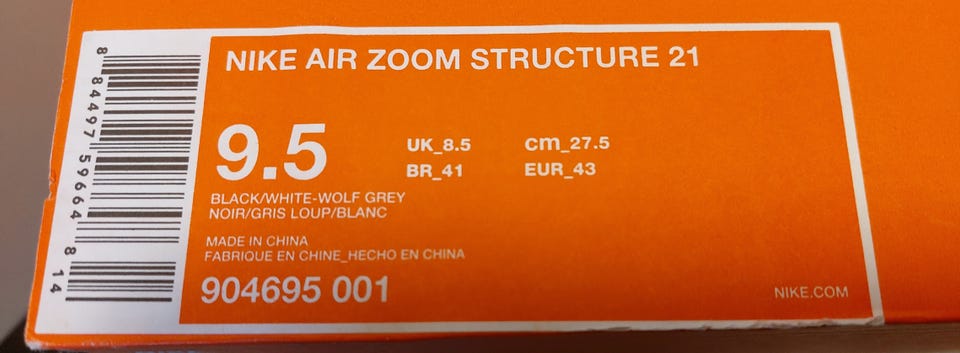 8 84497 59664 8 14
NIKE AIR ZOOM STRUCTURE 21
9.5
UK_8.5 cm_27.5
BR_41 EUR_43
BLACK/WHITE-WOLF GREY
NOIR/GRIS LOUP/BLANC
MADE IN CHINA
FABRIQUE EN CHINE_HECHO EN CHINA
904695 001
NIKE.COM